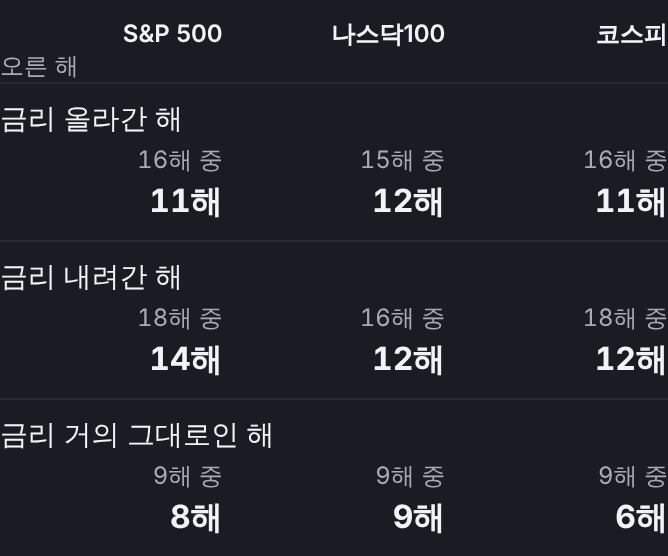 S&P 500 나스닥100 코스피
오른 해
금리 올라간 해
16해 중 15해 중 16해 중
11해 12해 11해
금리 내려간 해
18해 중 16해 중 18해 중
14해 12해 12해
금리 거의 그대로인 해
9해 중 9해 중 9해 중
8해 9해 6해